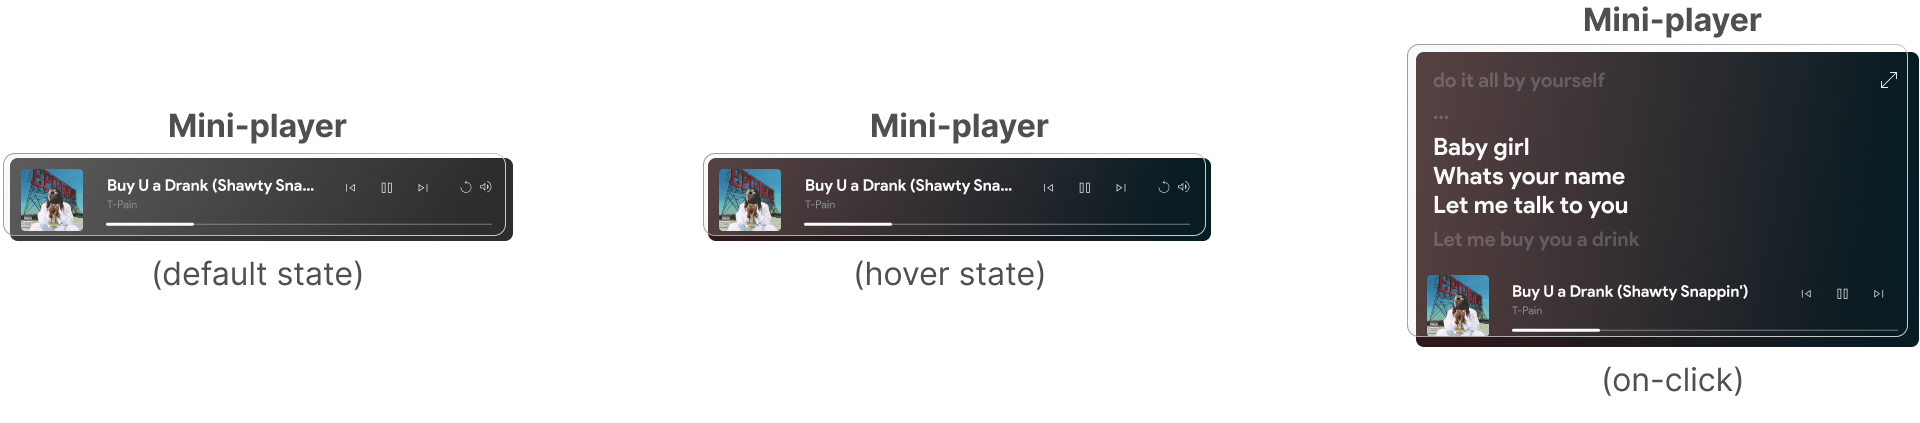 Mini-player
Buy U a Drank (Shawty Sna...
T-Pain
(default state)
Mini-player
Buy U a Drank (Shawty Sna...
T-Pain
(hover state)
Mini-player
do it all by yourself
...
Baby girl
Whats your name
Let me talk to you
Let me buy you a drink
Buy U a Drank (Shawty Snappin')
T-Pain
(on-click)